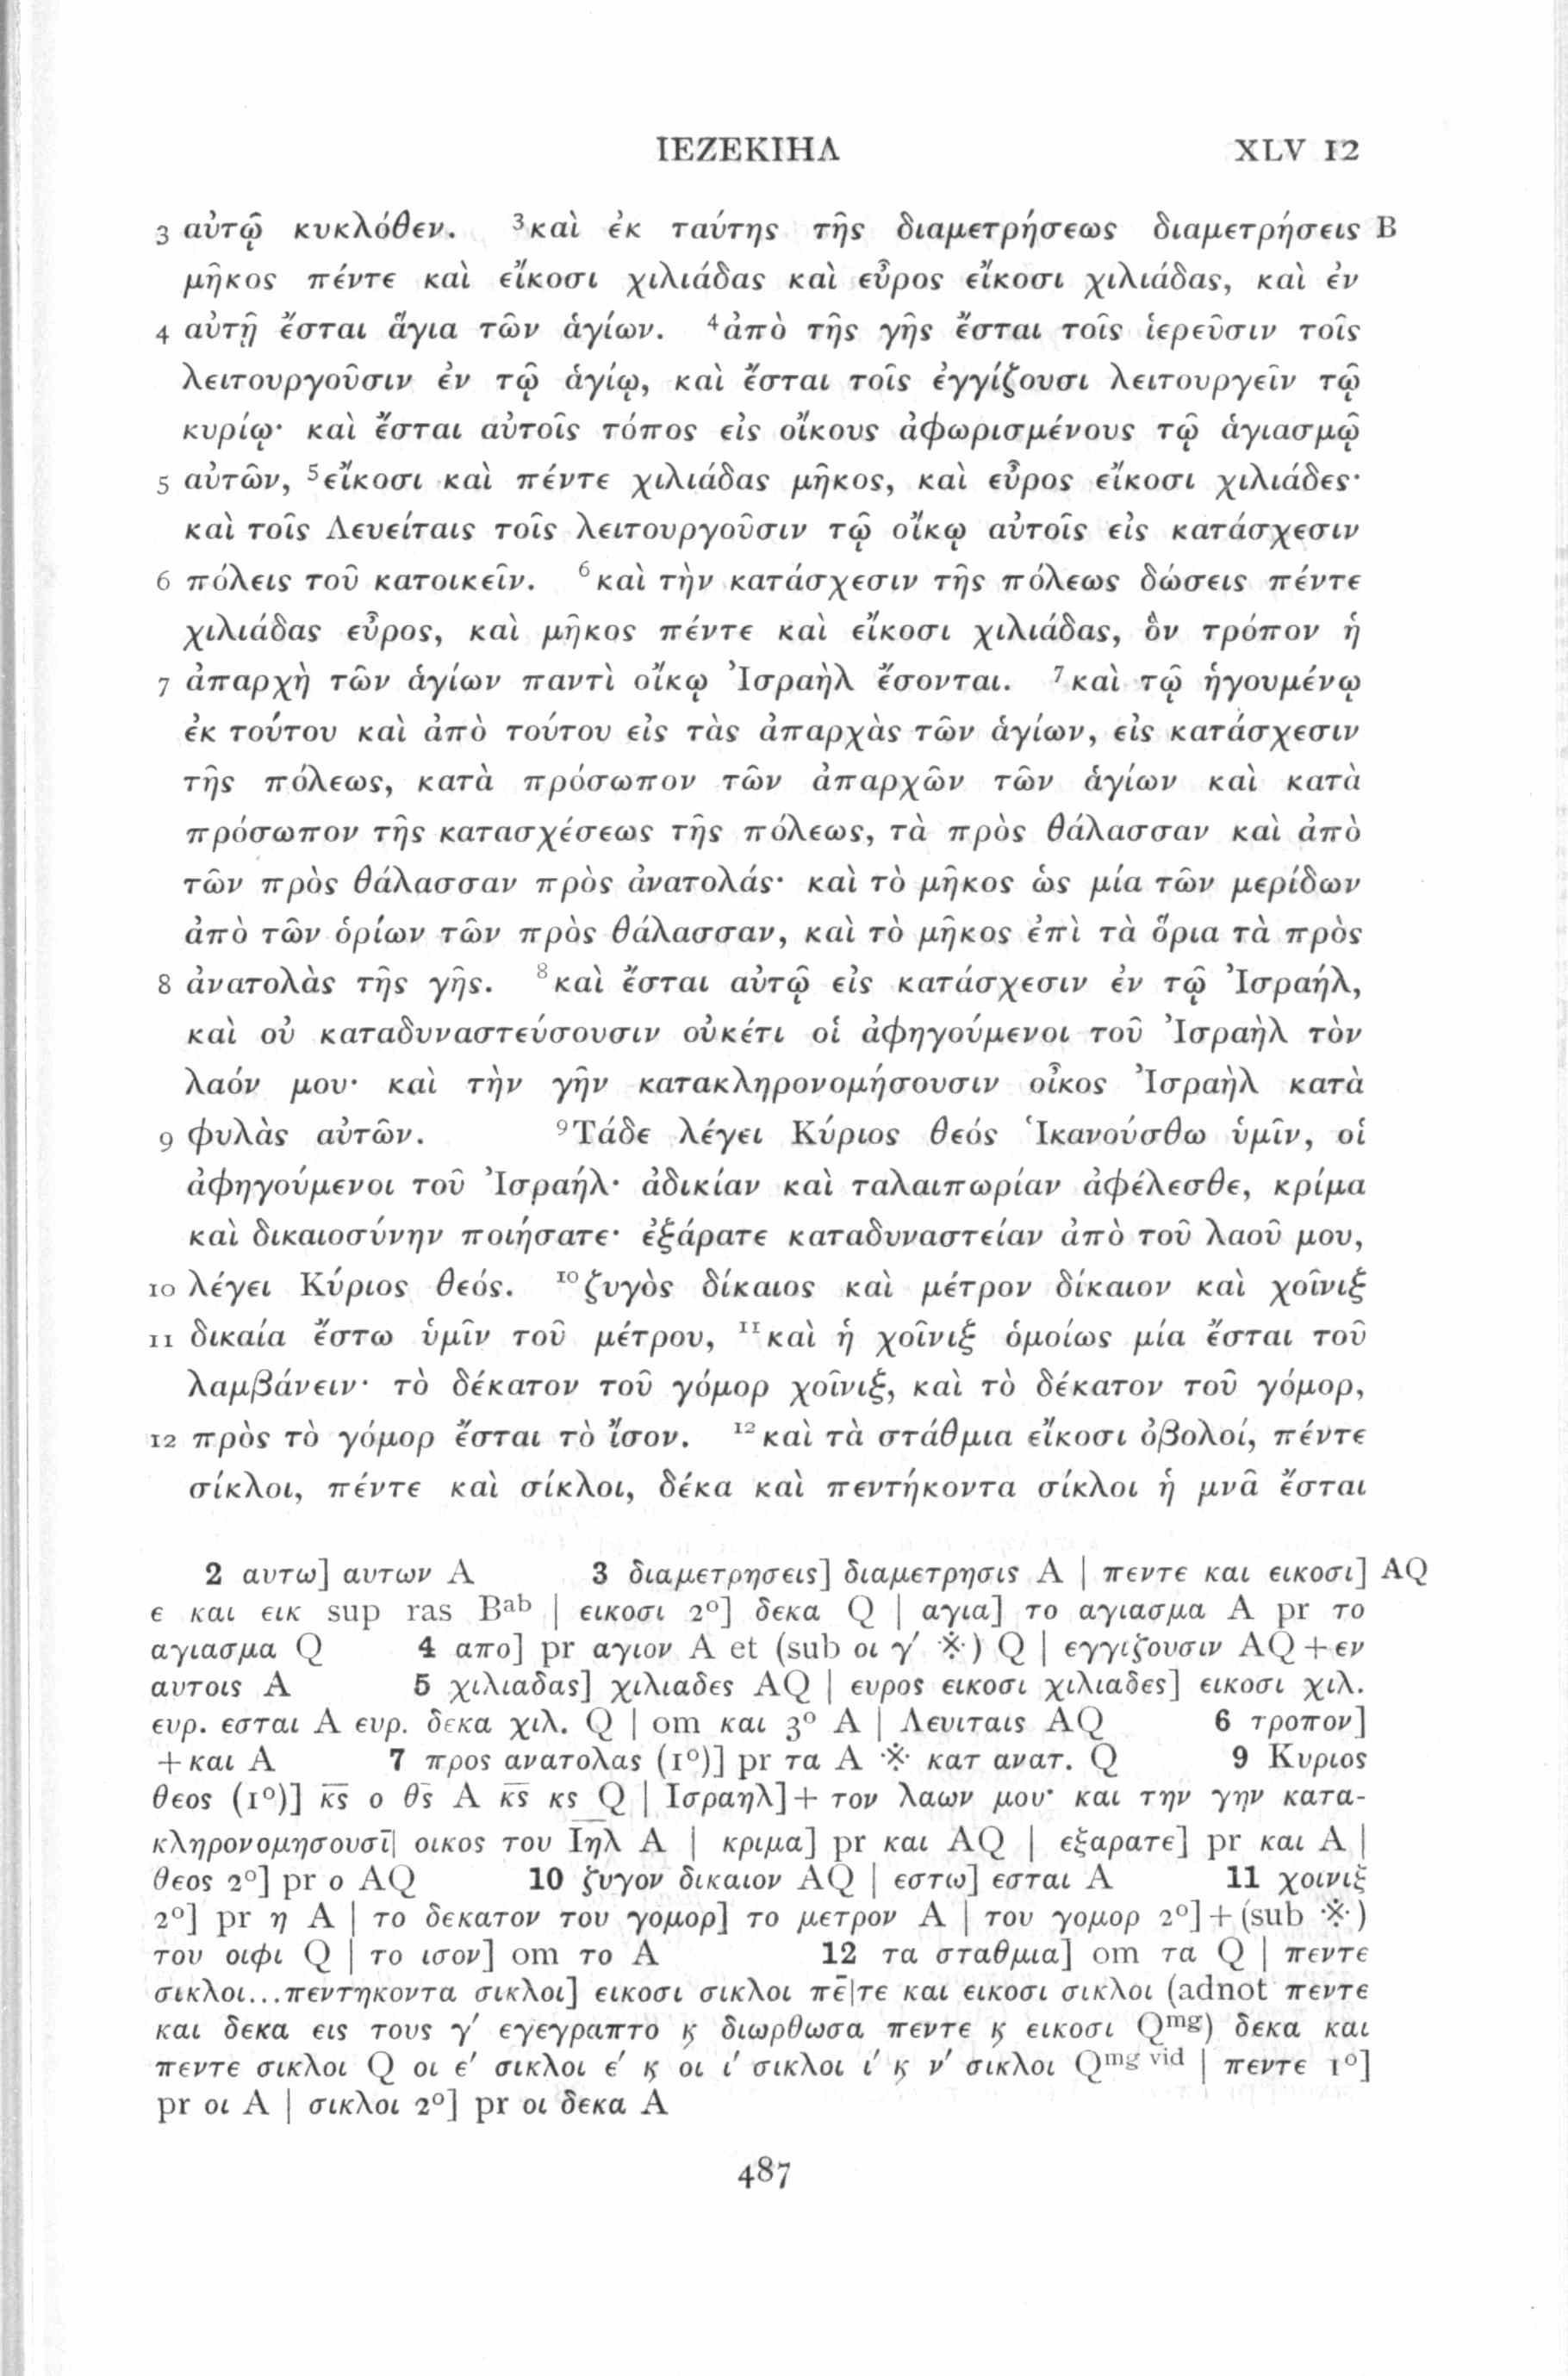 ΙΕΖΕΚΙΗΛ XLV 12
3 αὐτῷ κυκλόθεν. ³καὶ ἐκ ταύτης τῆς διαμετρήσεως διαμετρήσεις B
μῆκος πέντε καὶ εἴκοσι χιλιάδας καὶ εὖρος εἴκοσι χιλιάδας, καὶ ἐν
4 αὐτῇ ἔσται ἅγια τῶν ἁγίων. ⁴ἀπὸ τῆς γῆς ἔσται τοῖς ἱερεῦσιν τοῖς
λειτουργοῦσιν ἐν τῷ ἁγίῳ, καὶ ἔσται τοῖς ἐγγίζουσι λειτουργεῖν τῷ
κυρίῳ· καὶ ἔσται αὐτοῖς τόπος εἰς οἴκους ἀφωρισμένους τῷ ἁγιασμῷ
5 αὐτῶν, ⁵εἴκοσι καὶ πέντε χιλιάδας μῆκος, καὶ εὖρος εἴκοσι χιλιάδες·
καὶ τοῖς Λευείταις τοῖς λειτουργοῦσιν τῷ οἴκῳ αὐτοῖς εἰς κατάσχεσιν
6 πόλεις τοῦ κατοικεῖν. ⁶καὶ τὴν κατάσχεσιν τῆς πόλεως δώσεις πέντε
χιλιάδας εὖρος, καὶ μῆκος πέντε καὶ εἴκοσι χιλιάδας, ὃν τρόπον ἡ
7 ἀπαρχὴ τῶν ἁγίων παντὶ οἴκῳ Ἰσραὴλ ἔσονται. ⁷καὶ τῷ ἡγουμένῳ
ἐκ τούτου καὶ ἀπὸ τούτου εἰς τὰς ἀπαρχὰς τῶν ἁγίων, εἰς κατάσχεσιν
τῆς πόλεως, κατὰ πρόσωπον τῶν ἀπαρχῶν τῶν ἁγίων καὶ κατὰ
πρόσωπον τῆς κατασχέσεως τῆς πόλεως, τὰ πρὸς θάλασσαν καὶ ἀπὸ
τῶν πρὸς θάλασσαν πρὸς ἀνατολάς· καὶ τὸ μῆκος ὡς μία τῶν μερίδων
ἀπὸ τῶν ὁρίων τῶν πρὸς θάλασσαν, καὶ τὸ μῆκος ἐπὶ τὰ ὅρια τὰ πρὸς
8 ἀνατολὰς τῆς γῆς. ⁸καὶ ἔσται αὐτῷ εἰς κατάσχεσιν ἐν τῷ Ἰσραήλ,
καὶ οὐ καταδυναστεύσουσιν οὐκέτι οἱ ἀφηγούμενοι τοῦ Ἰσραὴλ τὸν
λαόν μου· καὶ τὴν γῆν κατακληρονομήσουσιν οἶκος Ἰσραὴλ κατὰ
9 φυλὰς αὐτῶν. ⁹Τάδε λέγει Κύριος θεός Ἱκανούσθω ὑμῖν, οἱ
ἀφηγούμενοι τοῦ Ἰσραήλ· ἀδικίαν καὶ ταλαιπωρίαν ἀφέλεσθε, κρίμα
καὶ δικαιοσύνην ποιήσατε· ἐξάρατε καταδυναστείαν ἀπὸ τοῦ λαοῦ μου,
10 λέγει Κύριος θεός. ¹⁰ζυγὸς δίκαιος καὶ μέτρον δίκαιον καὶ χοῖνιξ
11 δικαία ἔστω ὑμῖν τοῦ μέτρου, ¹¹καὶ ἡ χοῖνιξ ὁμοίως μία ἔσται τοῦ
λαμβάνειν· τὸ δέκατον τοῦ γόμορ χοῖνιξ, καὶ τὸ δέκατον τοῦ γόμορ,
12 πρὸς τὸ γόμορ ἔσται τὸ ἴσον. ¹²καὶ τὰ στάθμια εἴκοσι ὀβολοί, πέντε
σίκλοι, πέντε καὶ σίκλοι, δέκα καὶ πεντήκοντα σίκλοι ἡ μνᾶ ἔσται
2 αυτω] αυτων A 3 διαμετρησεις] διαμετρησις A | πεντε και εικοσι] AQ
ε και εικ sup ras Bᵃᵇ | εικοσι 2°] δεκα Q | αγια] το αγιασμα A pr το
αγιασμα Q 4 απο] pr αγιον A et (sub οι γ′ ※) Q | εγγιζουσιν AQ + εν
αυτοις A 5 χιλιαδας] χιλιαδες AQ | ευρος εικοσι χιλιαδες] εικοσι χιλ.
ευρ. εσται A ευρ. δεκα χιλ. Q | om και 3° A | Λευιταις AQ 6 τροπον]
+ και A 7 προς ανατολας (1°)] pr τα A ※ κατ ανατ. Q 9 Κυριος
θεος (1°)] κ̅ς̅ ο θ̅ς̅ A κ̅ς̅ κς Q | Ισραηλ] + τον λαων μου· και την γην κατα-
κληρονομησουσῑ| οικος του Ι̅η̅λ̅ A | κριμα] pr και AQ | εξαρατε] pr και A |
θεος 2°] pr ο AQ 10 ζυγον δικαιον AQ | εστω] εσται A 11 χοινιξ
2°] pr η A | το δεκατον του γομορ] το μετρον A | του γομορ 2°] + (sub ※)
του οιφι Q | το ισον] om το A 12 τα σταθμια] om τα Q | πεντε
σικλοι...πεντηκοντα σικλοι] εικοσι σικλοι πε̄|τε και εικοσι σικλοι (adnot πεντε
και δεκα εις τους γ′ εγεγραπτο ϗ διωρθωσα πεντε ϗ εικοσι Qᵐᵍ) δεκα και
πεντε σικλοι Q οι ε′ σικλοι ε′ ϗ οι ι′ σικλοι ι′ ϗ ν′ σικλοι Qᵐᵍ ᵛⁱᵈ | πεντε 1°]
pr οι A | σικλοι 2°] pr οι δεκα A
487